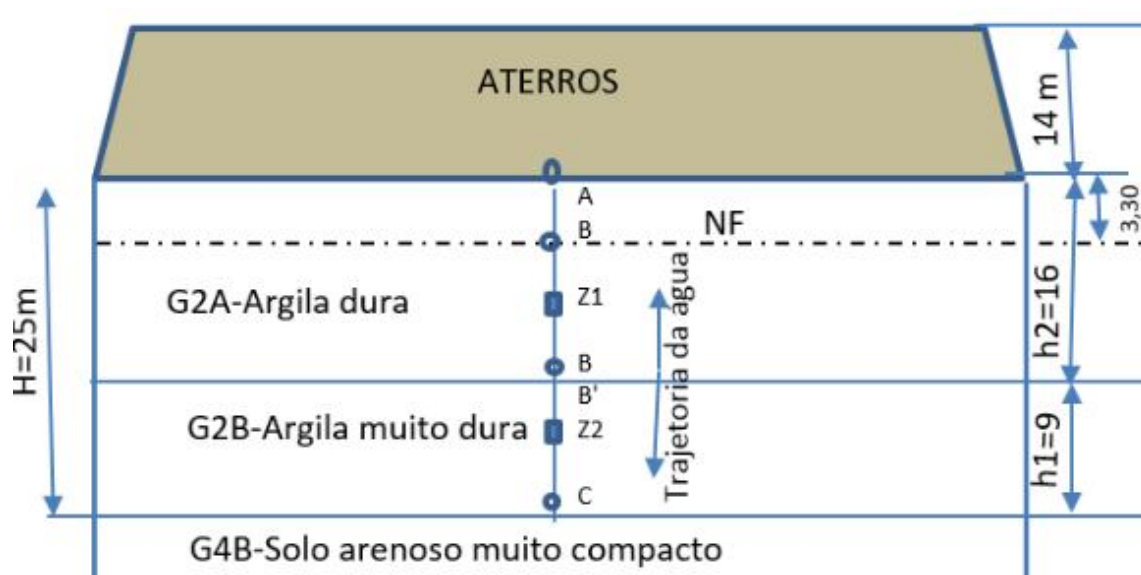 ATERROS
14 m
A
3,30
B
NF
Z1
G2A-Argila dura
Trajetoria da agua
h2=16
H=25m
B
B'
G2B-Argila muito dura
Z2
h1=9
C
G4B-Solo arenoso muito compacto